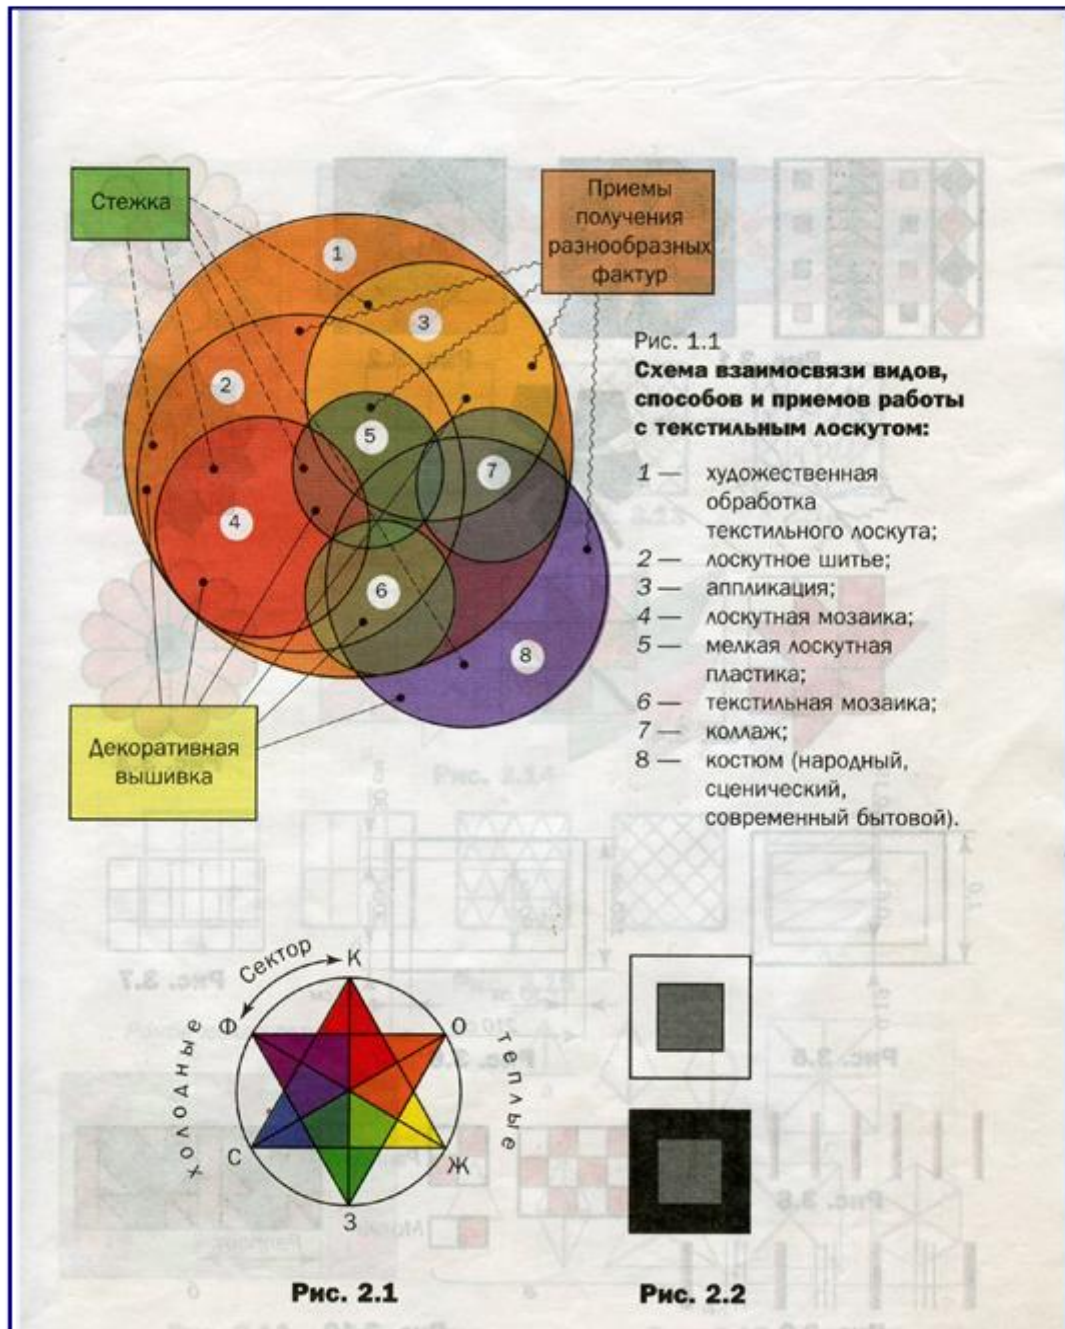 Стежка
Приемы
получения
разнообразных
фактур
1
3
2
5
7
4
6
8
Декоративная
вышивка
Рис. 1.1
Схема взаимосвязи видов,
способов и приемов работы
с текстильным лоскутом:
1 — художественная
обработка
текстильного лоскута;
2 — лоскутное шитье;
3 — аппликация;
4 — лоскутная мозаика;
5 — мелкая лоскутная
пластика;
6 — текстильная мозаика;
7 — коллаж;
8 — костюм (народный,
сценический,
современный бытовой).
Сектор
К
Ф
О
холодные
теплые
С
Ж
З
Рис. 2.1
Рис. 2.2